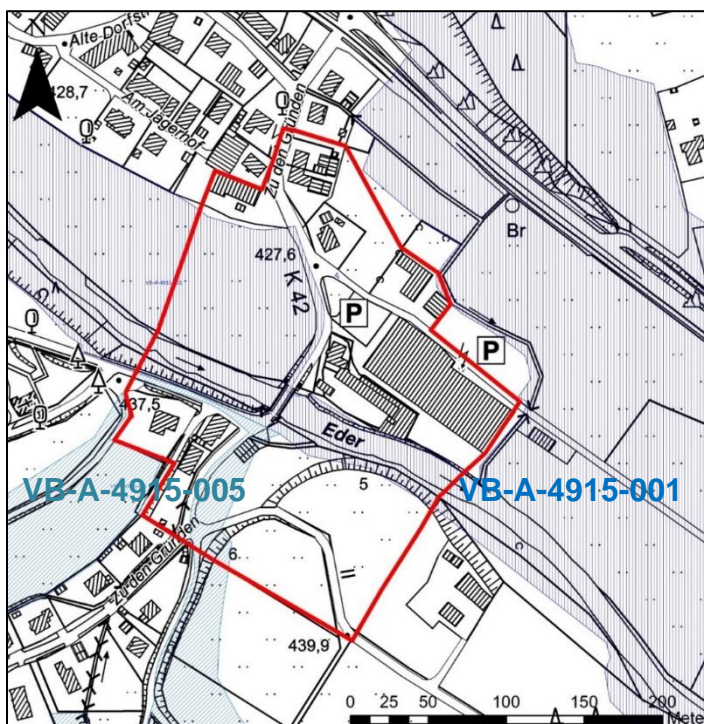 Alte Dorfstr
428,7
Am Jägerhof
Zu den Gründen
Br
427,6
K 42
P
P
437,5
Eder
VB-A-4915-005
5
VB-A-4915-001
6
Zu den Gründen
439,9
0 25 50 100 150 200
Mete